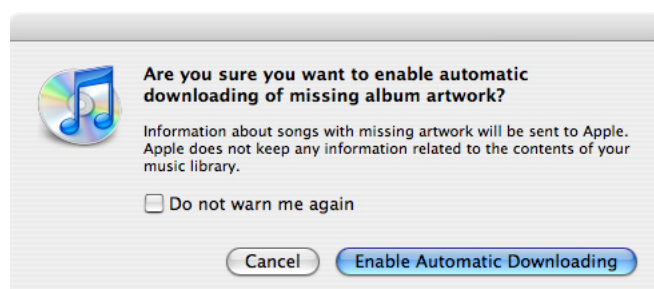 Are you sure you want to enable automatic
downloading of missing album artwork?
Information about songs with missing artwork will be sent to Apple.
Apple does not keep any information related to the contents of your
music library.
Do not warn me again
Cancel
Enable Automatic Downloading